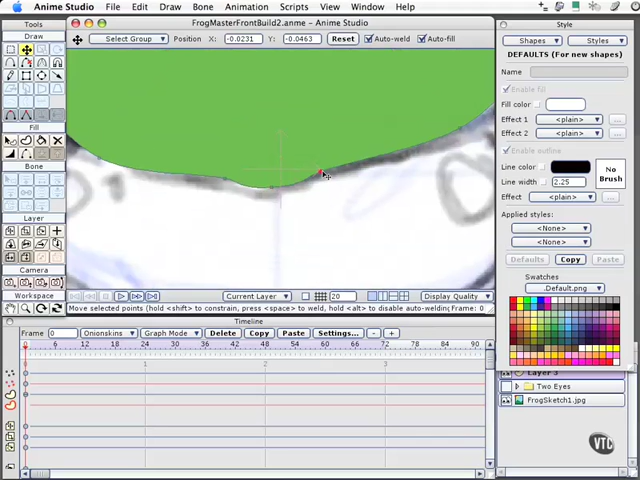 Anime Studio File Edit Draw Bone Animation Scripts View Window Help
FrogMasterFrontBuild2.anme - Anime Studio
Tools
Draw
Fill
Bone
Layer
Camera
Workspace
Select Group Position X: -0.0231 Y: -0.0463 Reset Auto-weld Auto-fill
Current Layer 20 Display Quality
Move selected points (hold <shift> to constrain, press <space> to weld, hold <alt> to disable auto-welding Frame: 0
Style
Shapes Styles
DEFAULTS (For new shapes)
Name
Enable fill
Fill color
Effect 1 <plain> ...
Effect 2 <plain> ...
Enable outline
Line color
Line width 2.25
No Brush
Effect <plain> ...
Applied styles:
<None>
<None>
Defaults Copy Paste
Swatches
.Default.png
Layer 3
Two Eyes
FrogSketch1.jpg
VTC
Timeline
Frame 0 Onionskins Graph Mode Delete Copy Paste Settings... - +
0 6 12 18 24 30 36 42 48 54 60 66 72 78 84 90
0 1 2 3